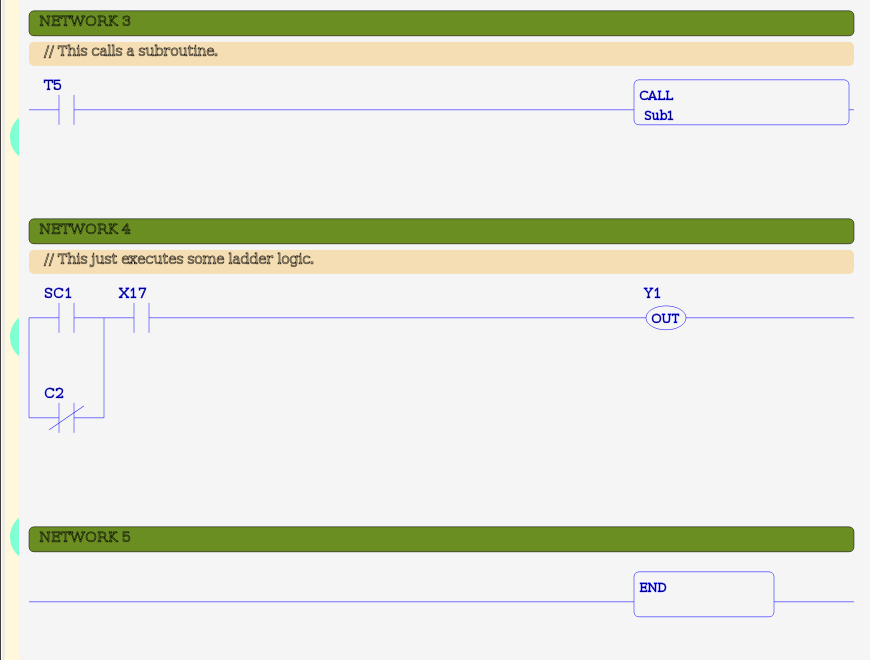 NETWORK 3
// This calls a subroutine.
T5
CALL
Sub1
NETWORK 4
// This just executes some ladder logic.
SC1 X17 Y1
OUT
C2
NETWORK 5
END